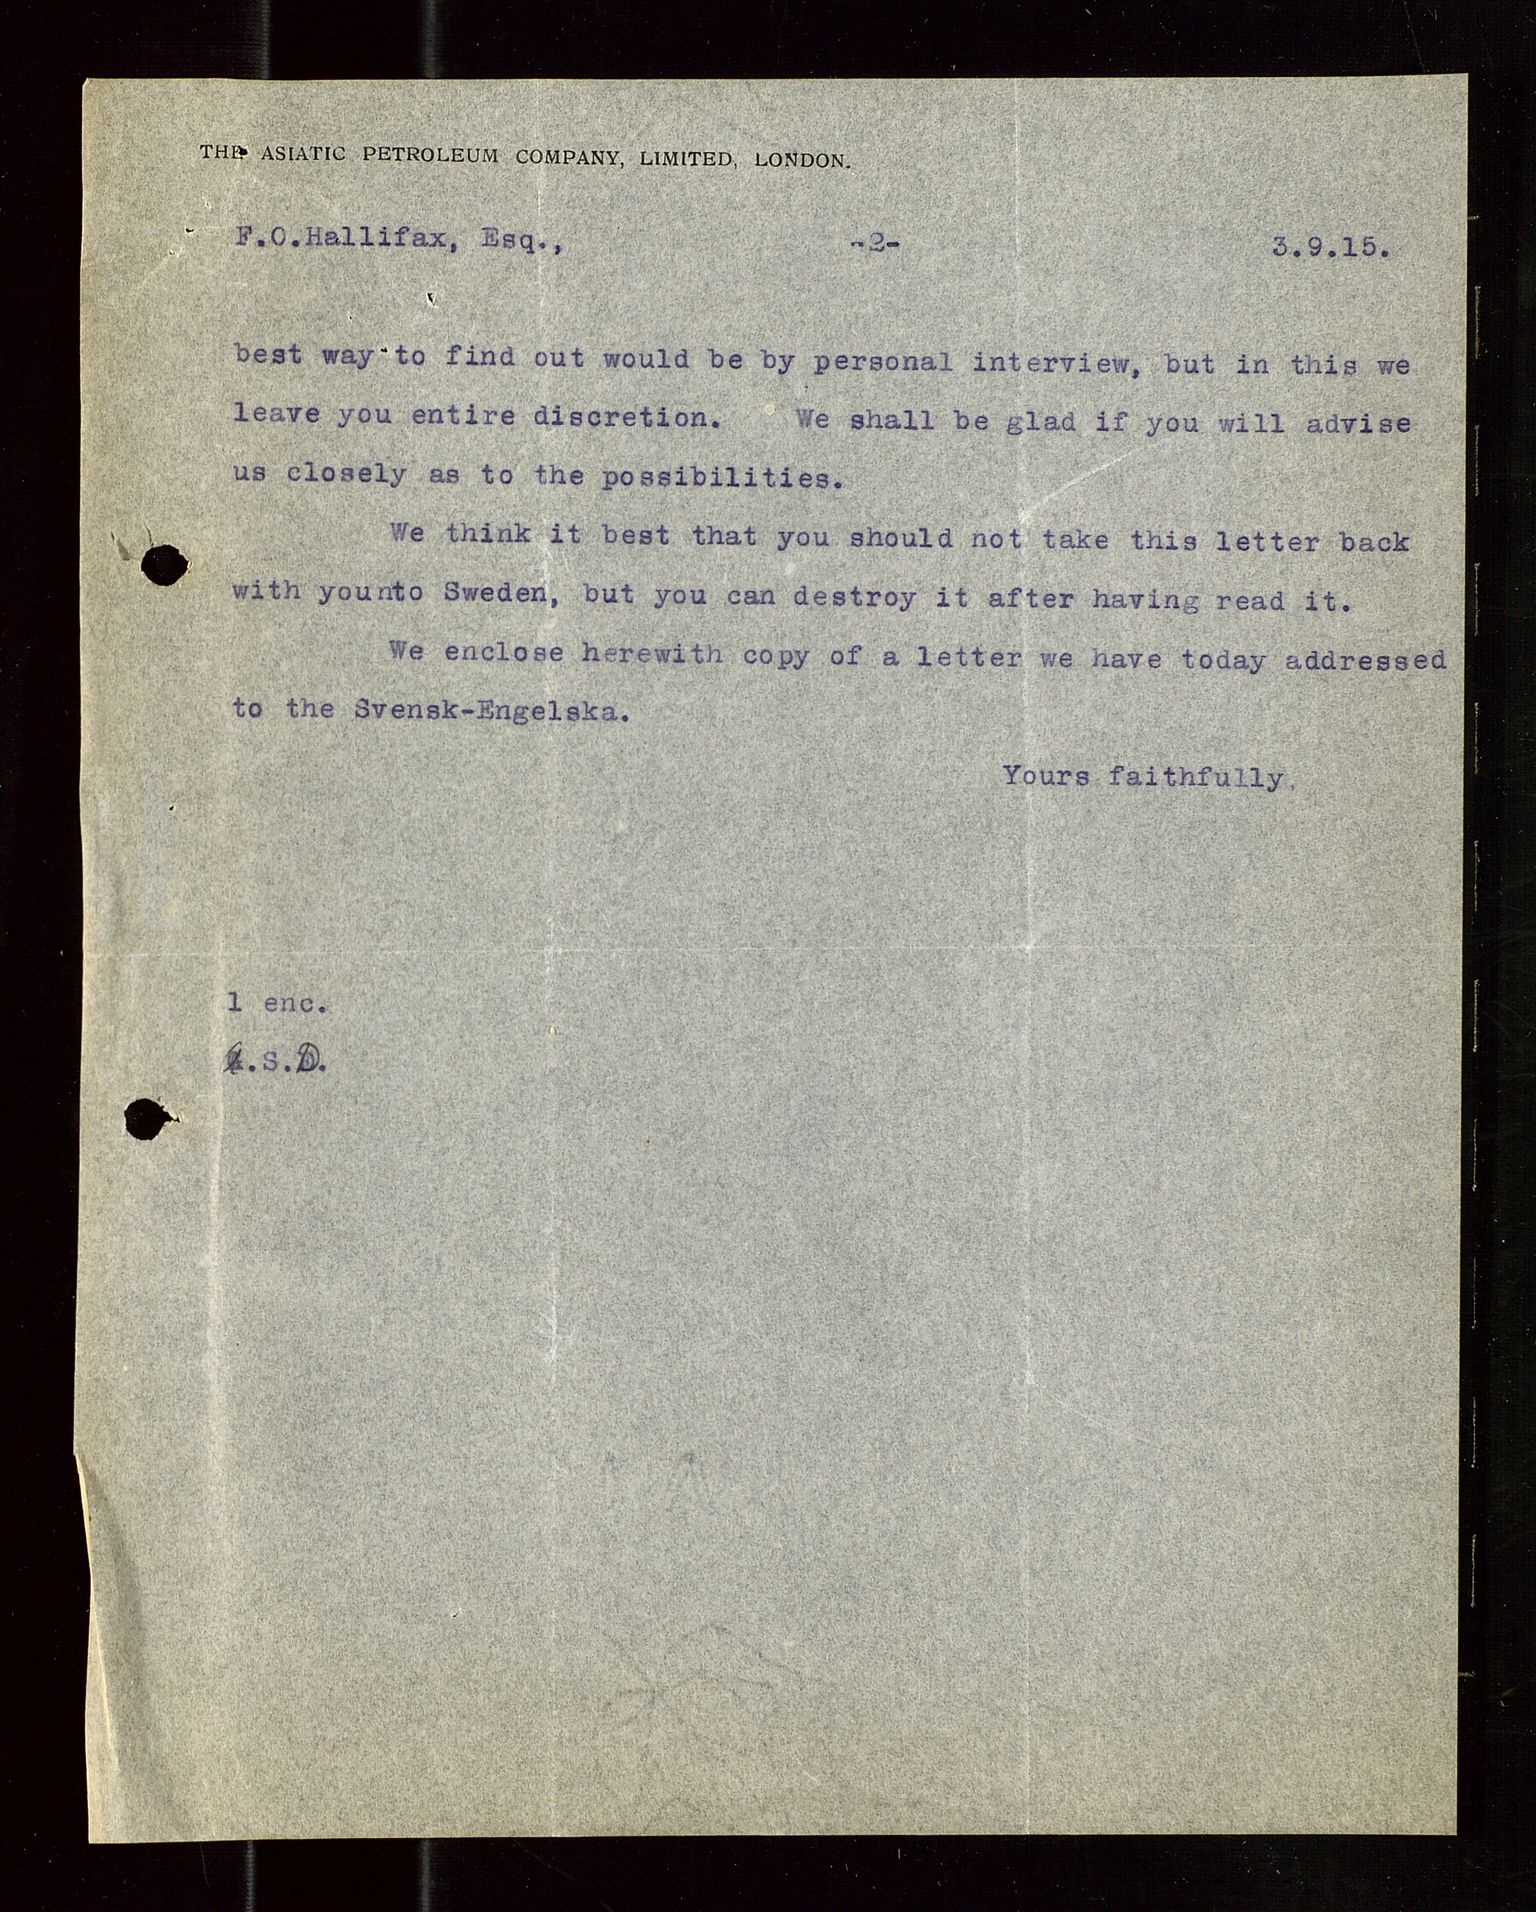 THE ASIATIC PETROLEUM COMPANY, LIMITED, LONDON.
F.O.Hallifax, Esq., -2- 3.9.15.
best way to find out would be by personal interview, but in this we
leave you entire discretion. We shall be glad if you will advise
us closely as to the possibilities.
We think it best that you should not take this letter back
with younto Sweden, but you can destroy it after having read it.
We enclose herewith copy of a letter we have today addressed
to the Svensk-Engelska.
Yours faithfully,
1 enc.
.S.D.